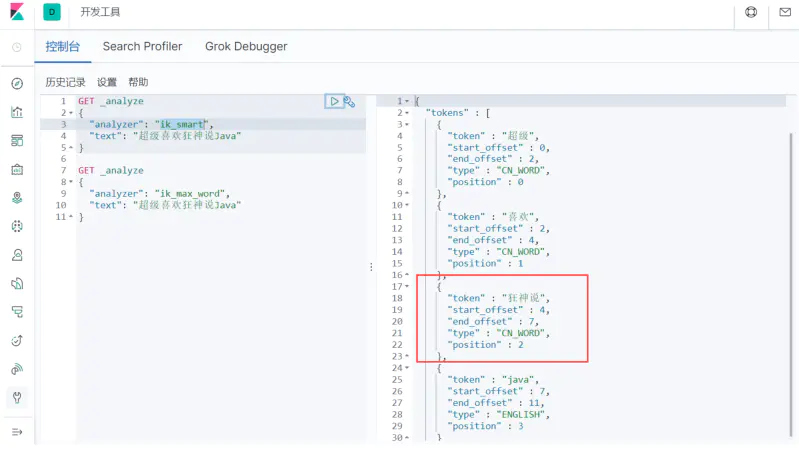 D 开发工具
控制台 Search Profiler Grok Debugger
历史记录 设置 帮助
1 GET _analyze
2 {
3 "analyzer": "ik_smart",
4 "text": "超级喜欢狂神说Java"
5 }
6
7 GET _analyze
8 {
9 "analyzer": "ik_max_word",
10 "text": "超级喜欢狂神说Java"
11 }
1 {
2 "tokens" : [
3 {
4 "token" : "超级",
5 "start_offset" : 0,
6 "end_offset" : 2,
7 "type" : "CN_WORD",
8 "position" : 0
9 },
10 {
11 "token" : "喜欢",
12 "start_offset" : 2,
13 "end_offset" : 4,
14 "type" : "CN_WORD",
15 "position" : 1
16 },
17 {
18 "token" : "狂神说",
19 "start_offset" : 4,
20 "end_offset" : 7,
21 "type" : "CN_WORD",
22 "position" : 2
23 },
24 {
25 "token" : "java",
26 "start_offset" : 7,
27 "end_offset" : 11,
28 "type" : "ENGLISH",
29 "position" : 3
30 }